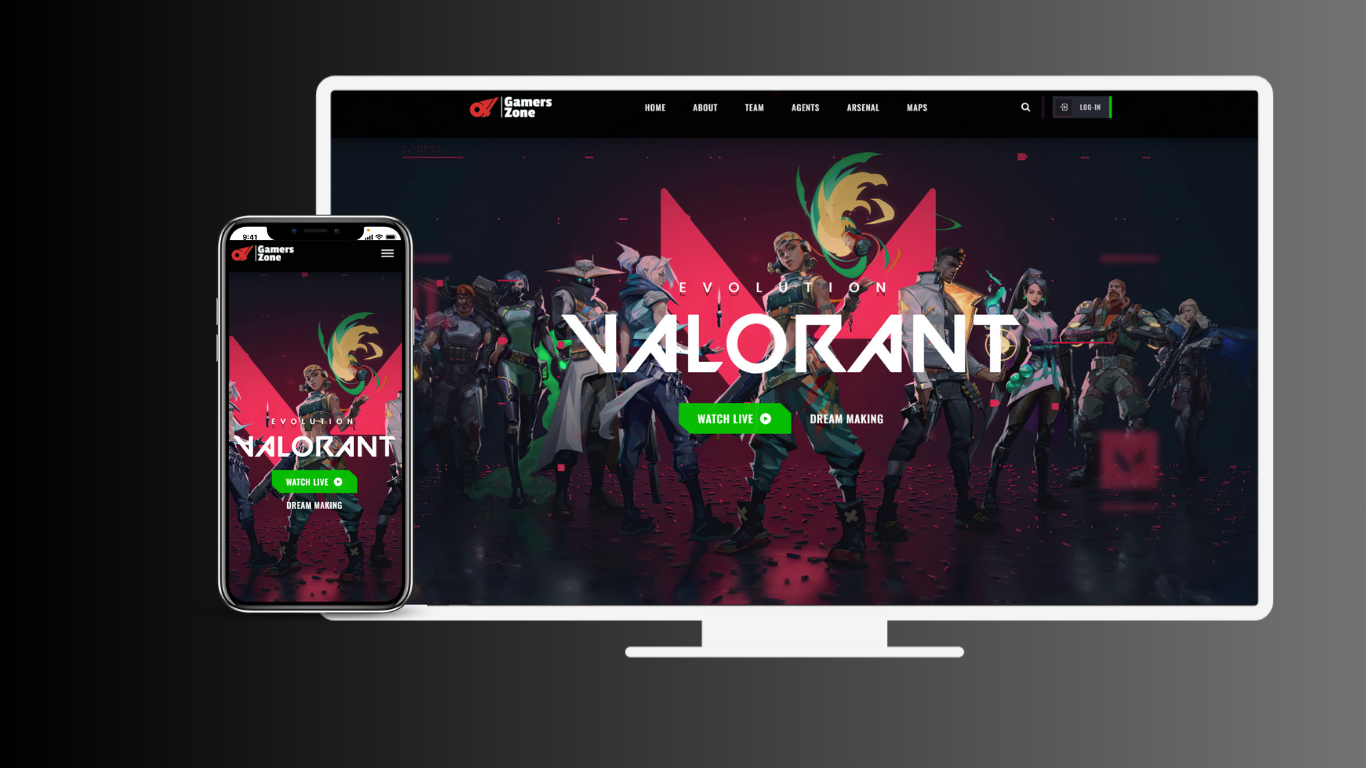 Gamers
Zone
HOME ABOUT TEAM AGENTS ARSENAL MAPS LOG-IN
EVOLUTION
VALORANT
WATCH LIVE DREAM MAKING
9:41
Gamers
Zone
EVOLUTION
VALORANT
WATCH LIVE
DREAM MAKING